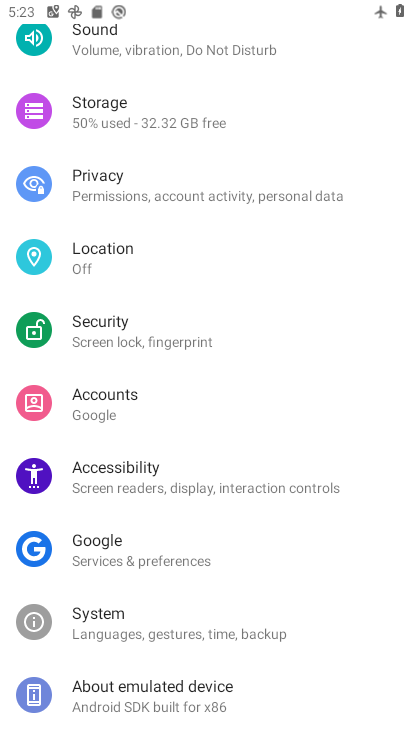 5:23
Sound
Volume, vibration, Do Not Disturb
Storage
50% used - 32.32 GB free
Privacy
Permissions, account activity, personal data
Location
Off
Security
Screen lock, fingerprint
Accounts
Google
Accessibility
Screen readers, display, interaction controls
Google
Services & preferences
System
Languages, gestures, time, backup
About emulated device
Android SDK built for x86